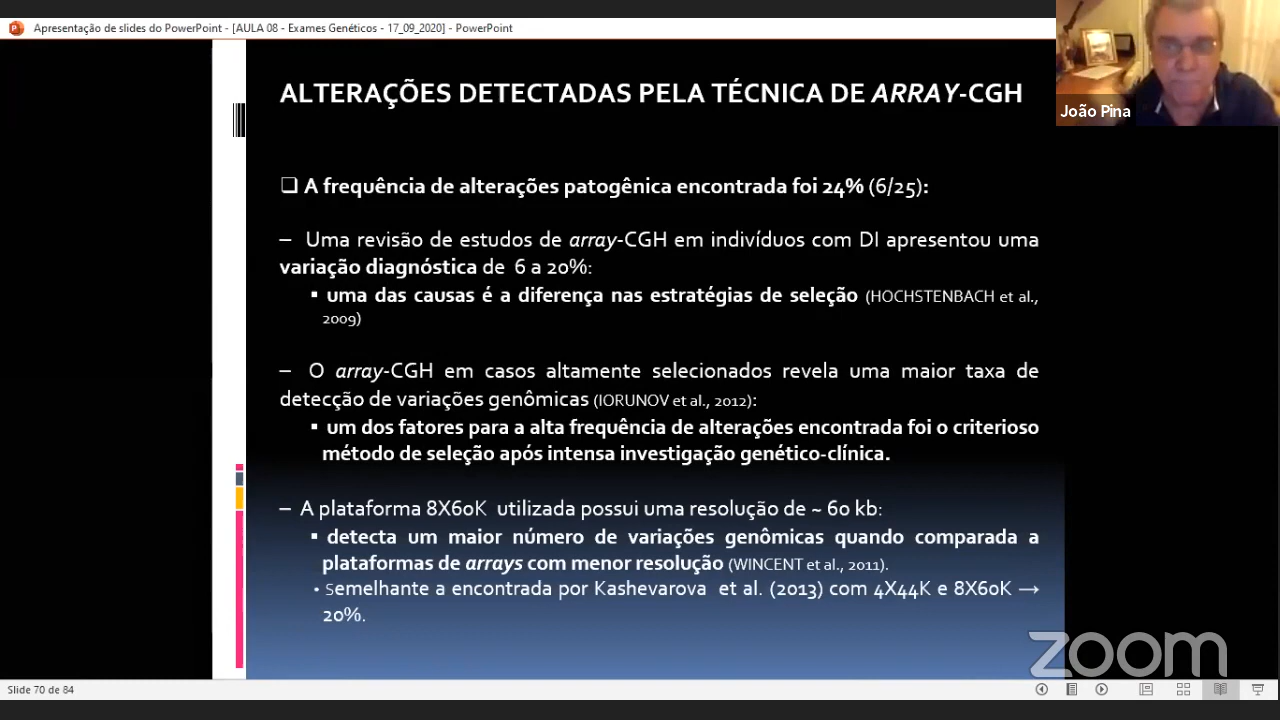 Apresentação de slides do PowerPoint - [AULA 08 - Exames Genéticos - 17_09_2020] - PowerPoint
ALTERAÇÕES DETECTADAS PELA TÉCNICA DE ARRAY-CGH
João Pina
❑ A frequência de alterações patogênica encontrada foi 24% (6/25):
– Uma revisão de estudos de array-CGH em indivíduos com DI apresentou uma
variação diagnóstica de 6 a 20%:
▪ uma das causas é a diferença nas estratégias de seleção (HOCHSTENBACH et al.,
2009)
– O array-CGH em casos altamente selecionados revela uma maior taxa de
detecção de variações genômicas (IORUNOV et al., 2012):
▪ um dos fatores para a alta frequência de alterações encontrada foi o criterioso
método de seleção após intensa investigação genético-clínica.
– A plataforma 8X60K utilizada possui uma resolução de ~ 60 kb:
▪ detecta um maior número de variações genômicas quando comparada a
plataformas de arrays com menor resolução (WINCENT et al., 2011).
• Semelhante a encontrada por Kashevarova et al. (2013) com 4X44K e 8X60K →
20%.
zoom
Slide 70 de 84